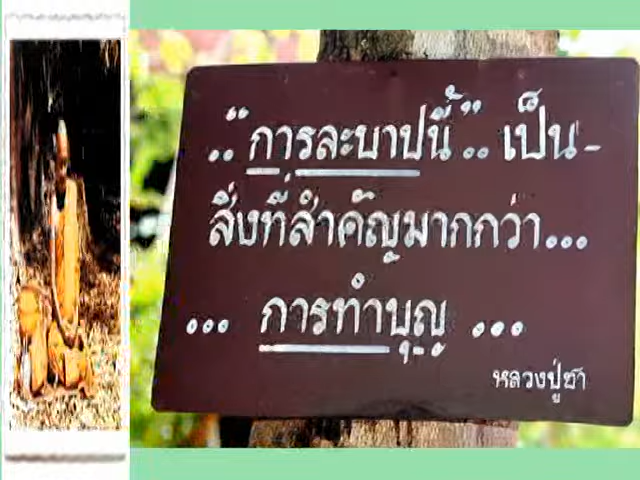 .."การละบาปนี้".. เป็น-
สิ่งที่สำคัญมากกว่า...
... การทำบุญ ...
หลวงปู่ชา